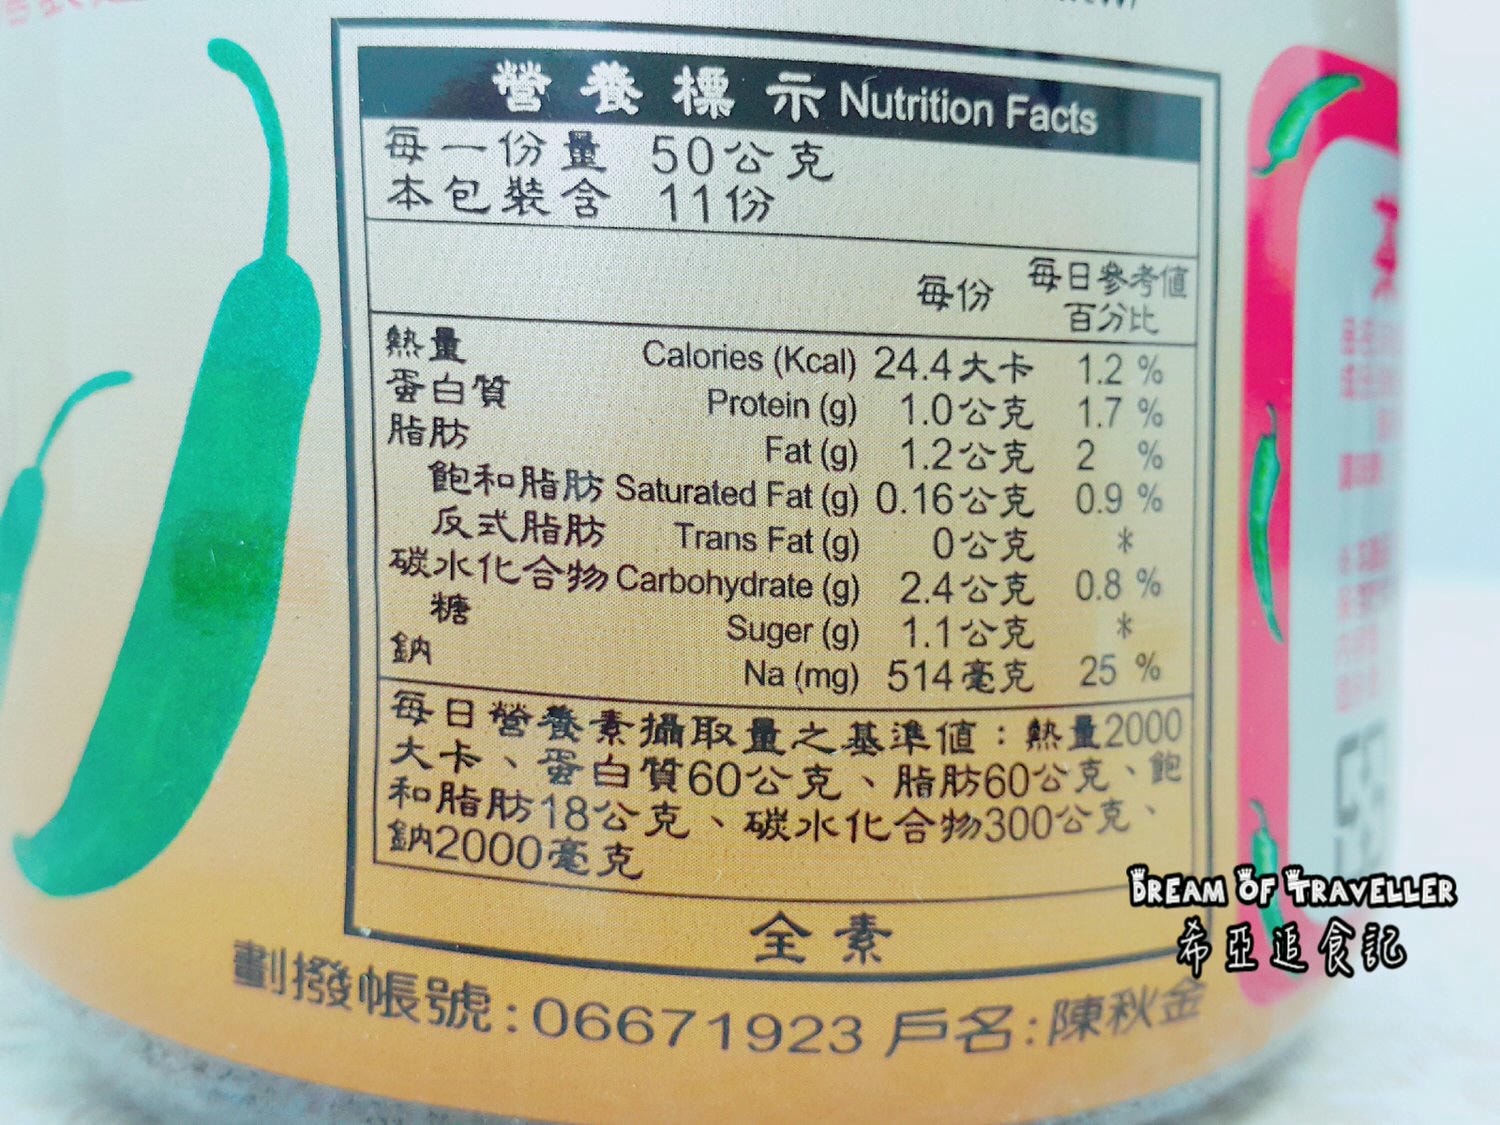 營養標示 Nutrition Facts
每一份量 50公克
本包裝含 11份
每份 每日參考值
百分比
熱量 Calories (Kcal) 24.4大卡 1.2 %
蛋白質 Protein (g) 1.0公克 1.7 %
脂肪 Fat (g) 1.2公克 2 %
飽和脂肪 Saturated Fat (g) 0.16公克 0.9 %
反式脂肪 Trans Fat (g) 0公克 *
碳水化合物 Carbohydrate (g) 2.4公克 0.8 %
糖 Suger (g) 1.1公克 *
鈉 Na (mg) 514毫克 25 %
每日營養素攝取量之基準值：熱量2000
大卡、蛋白質60公克、脂肪60公克、飽
和脂肪18公克、碳水化合物300公克、
鈉2000毫克
全素
劃撥帳號:06671923 戶名:陳秋金
DREAM OF TRAVELLER
希亞追食記